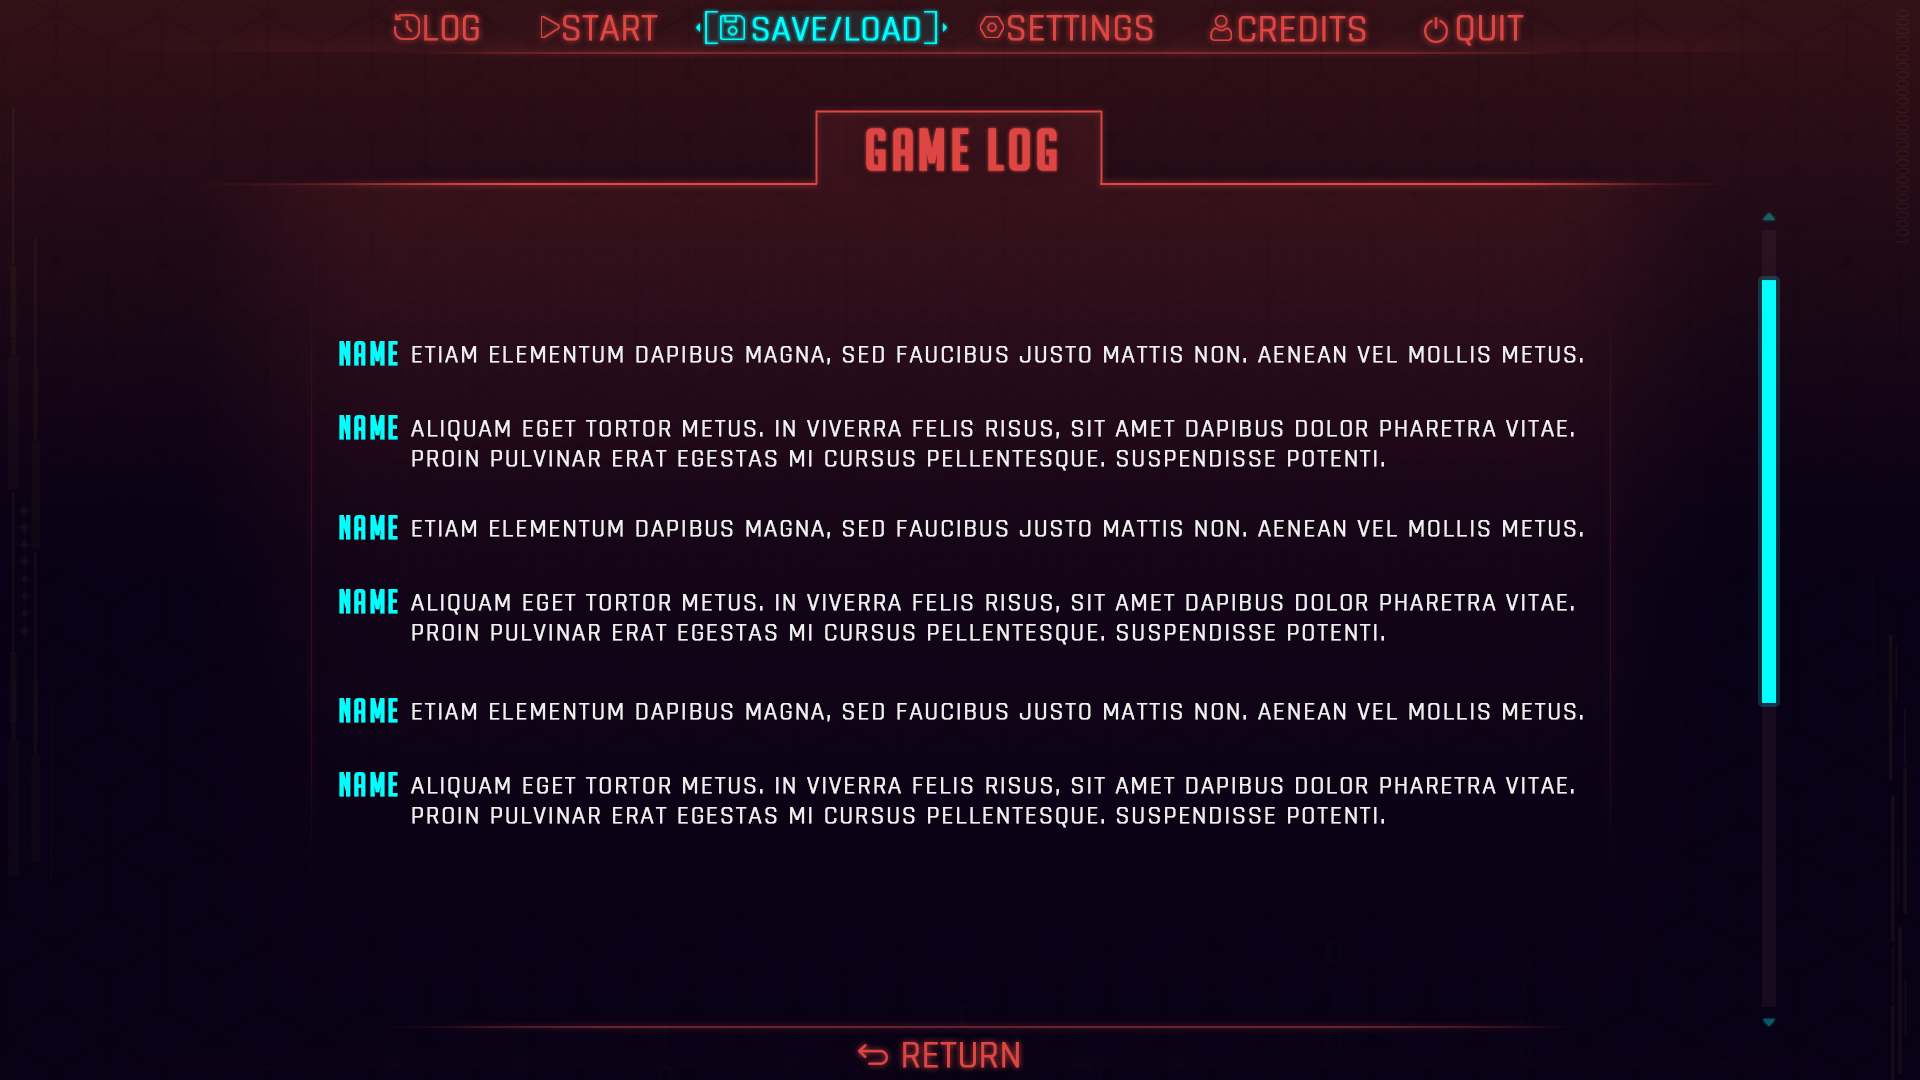 LOG START SAVE/LOAD SETTINGS CREDITS QUIT
GAME LOG
NAME ETIAM ELEMENTUM DAPIBUS MAGNA, SED FAUCIBUS JUSTO MATTIS NON. AENEAN VEL MOLLIS METUS.
NAME ALIQUAM EGET TORTOR METUS. IN VIVERRA FELIS RISUS, SIT AMET DAPIBUS DOLOR PHARETRA VITAE.
PROIN PULVINAR ERAT EGESTAS MI CURSUS PELLENTESQUE. SUSPENDISSE POTENTI.
NAME ETIAM ELEMENTUM DAPIBUS MAGNA, SED FAUCIBUS JUSTO MATTIS NON. AENEAN VEL MOLLIS METUS.
NAME ALIQUAM EGET TORTOR METUS. IN VIVERRA FELIS RISUS, SIT AMET DAPIBUS DOLOR PHARETRA VITAE.
PROIN PULVINAR ERAT EGESTAS MI CURSUS PELLENTESQUE. SUSPENDISSE POTENTI.
NAME ETIAM ELEMENTUM DAPIBUS MAGNA, SED FAUCIBUS JUSTO MATTIS NON. AENEAN VEL MOLLIS METUS.
NAME ALIQUAM EGET TORTOR METUS. IN VIVERRA FELIS RISUS, SIT AMET DAPIBUS DOLOR PHARETRA VITAE.
PROIN PULVINAR ERAT EGESTAS MI CURSUS PELLENTESQUE. SUSPENDISSE POTENTI.
RETURN